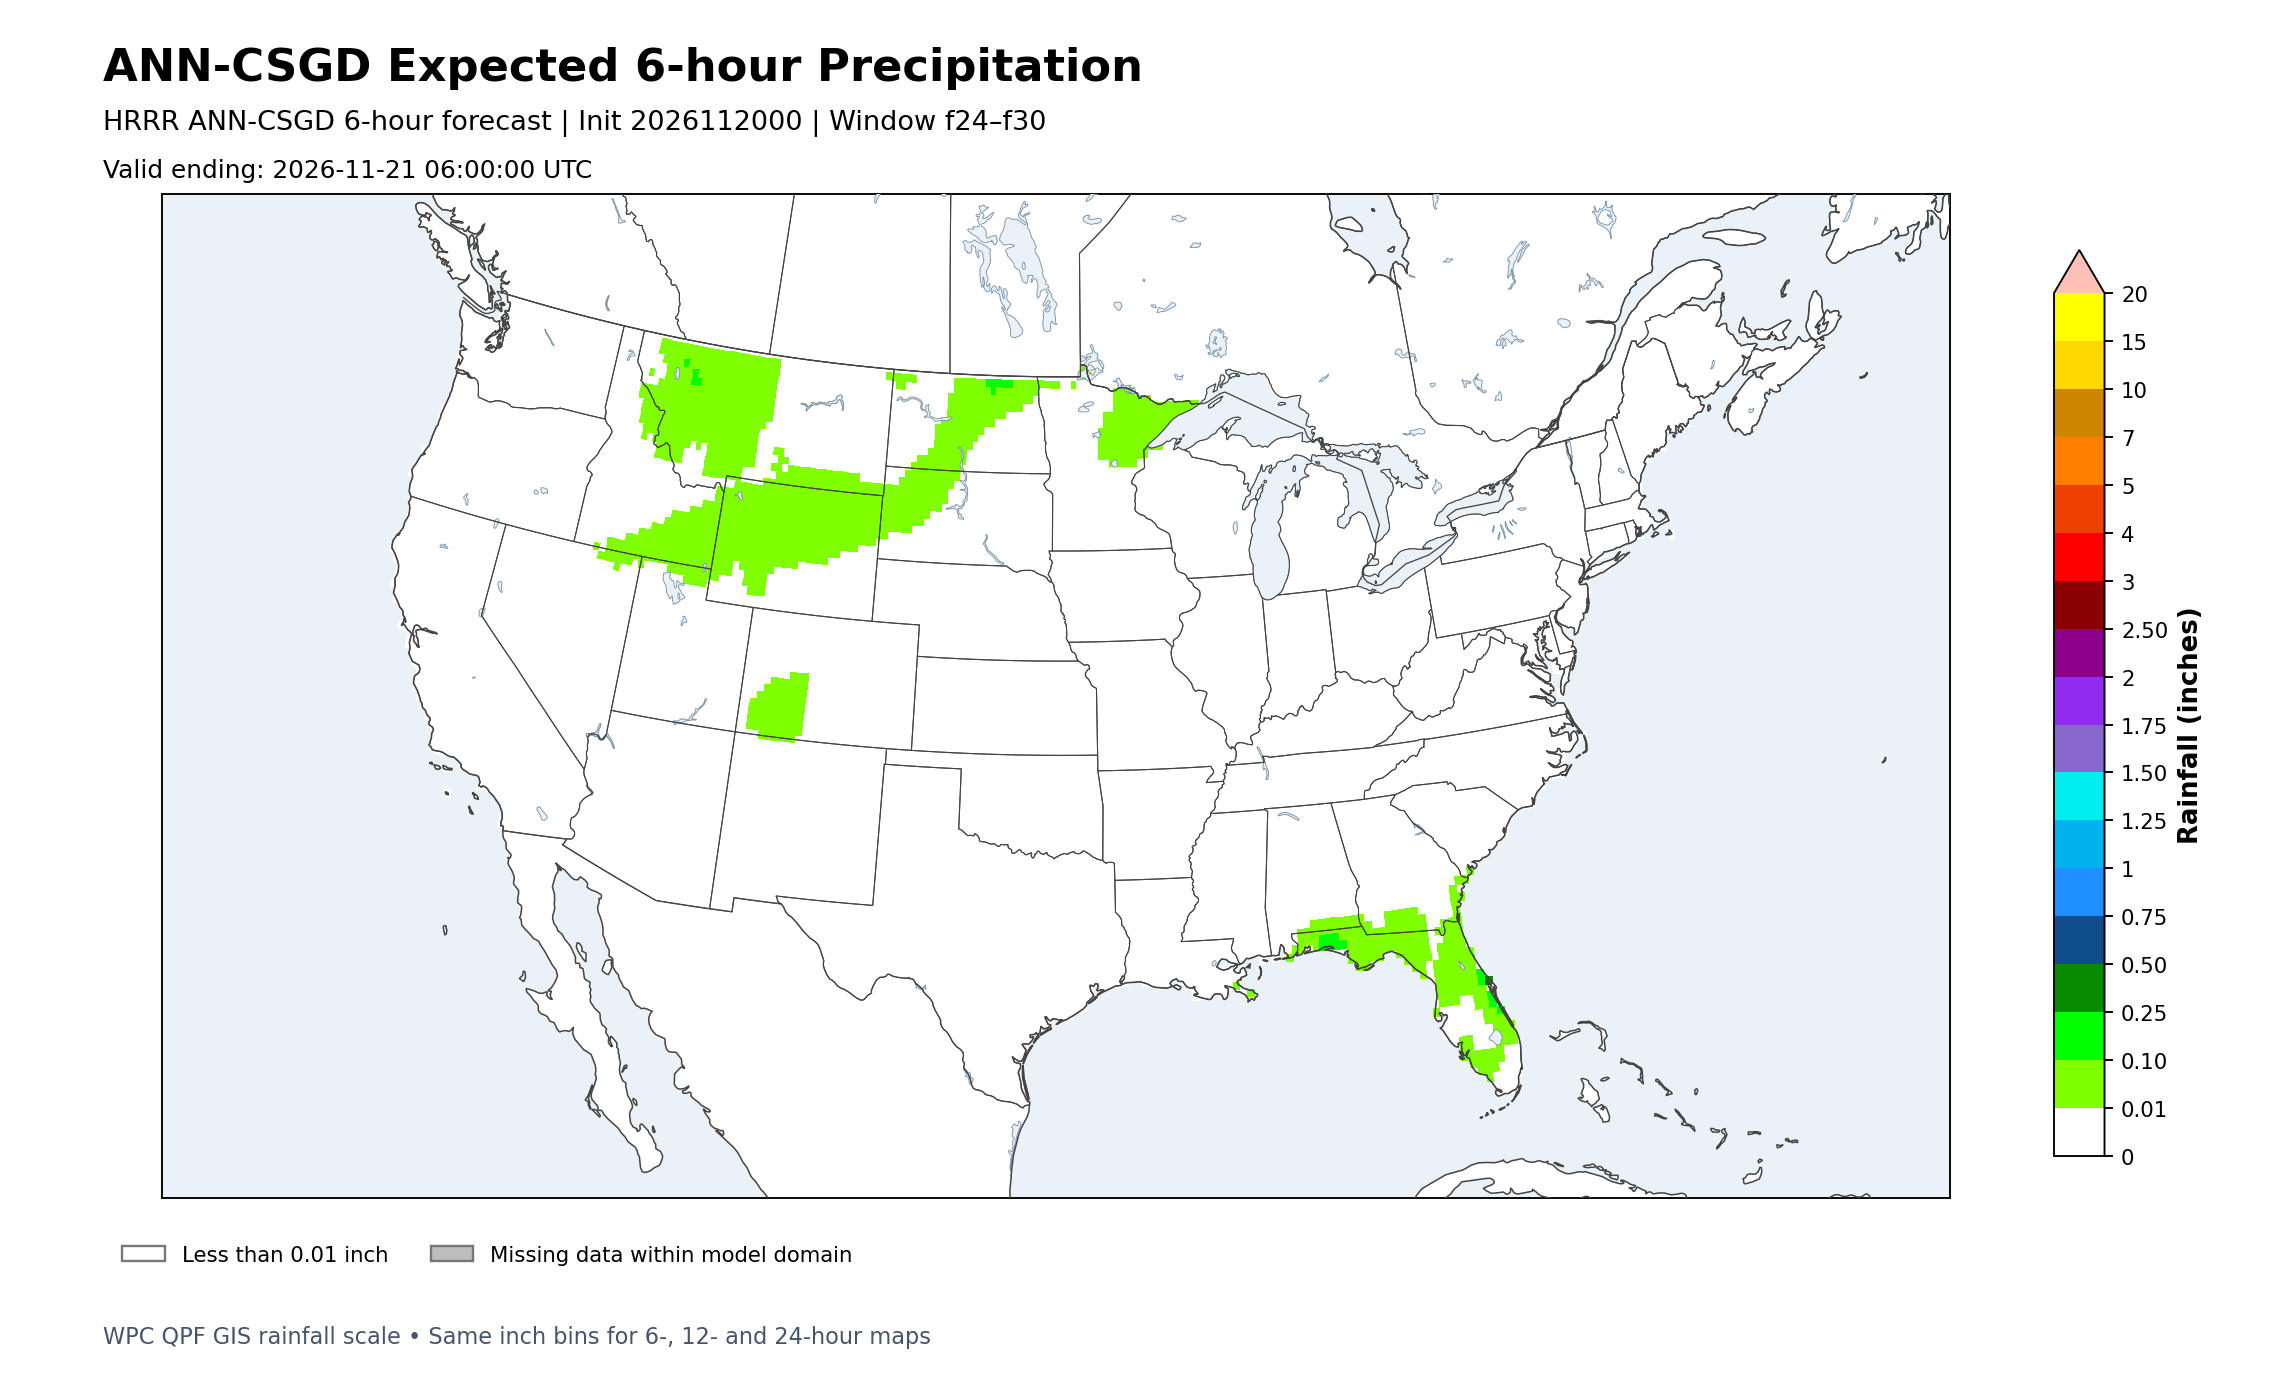 ANN-CSGD Expected 6-hour Precipitation
HRRR ANN-CSGD 6-hour forecast | Init 2026112000 | Window f24–f30
Valid ending: 2026-11-21 06:00:00 UTC
20
15
10
7
5
4
3
2.50
2
1.75
1.50
1.25
1
0.75
0.50
0.25
0.10
0.01
0
Rainfall (inches)
Less than 0.01 inch
Missing data within model domain
WPC QPF GIS rainfall scale • Same inch bins for 6-, 12- and 24-hour maps